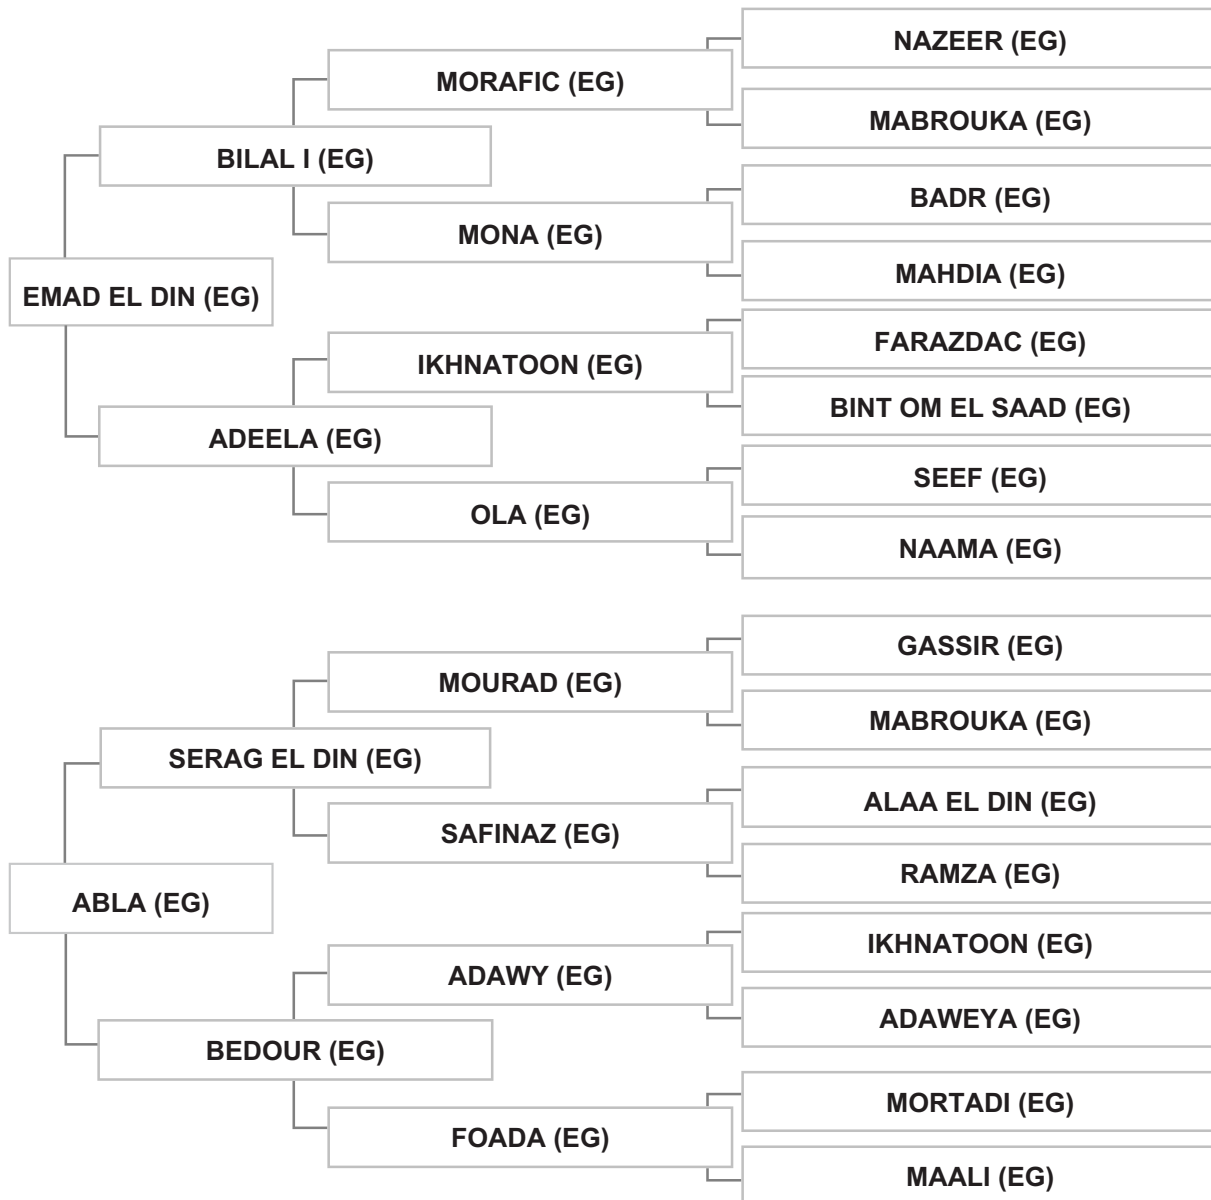 NAZEER (EG)
MORAFIC (EG)
MABROUKA (EG)
BILAL I (EG)
BADR (EG)
MONA (EG)
MAHDIA (EG)
EMAD EL DIN (EG)
FARAZDAC (EG)
IKHNATOON (EG)
BINT OM EL SAAD (EG)
ADEELA (EG)
SEEF (EG)
OLA (EG)
NAAMA (EG)
GASSIR (EG)
MOURAD (EG)
MABROUKA (EG)
SERAG EL DIN (EG)
ALAA EL DIN (EG)
SAFINAZ (EG)
RAMZA (EG)
ABLA (EG)
IKHNATOON (EG)
ADAWY (EG)
ADAWEYA (EG)
BEDOUR (EG)
MORTADI (EG)
FOADA (EG)
MAALI (EG)